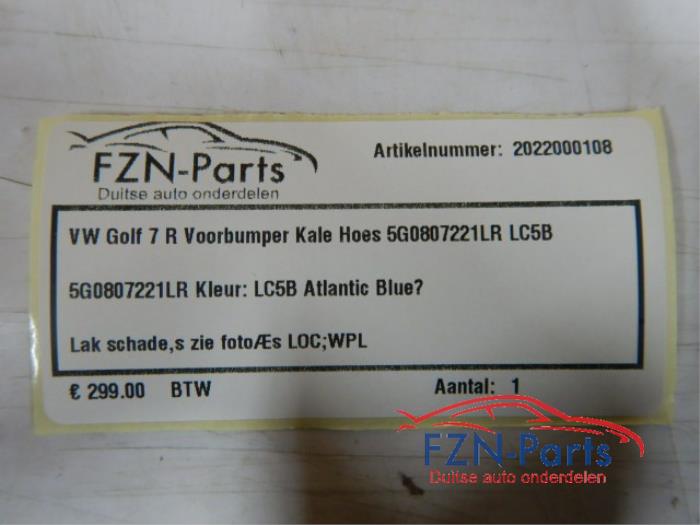 FZN-Parts
Duitse auto onderdelen
Artikelnummer: 2022000108
VW Golf 7 R Voorbumper Kale Hoes 5G0807221LR LC5B
5G0807221LR Kleur: LC5B Atlantic Blue?
Lak schade,s zie fotoÆs LOC;WPL
€ 299.00 BTW Aantal: 1
FZN-Parts
Duitse auto onderdelen